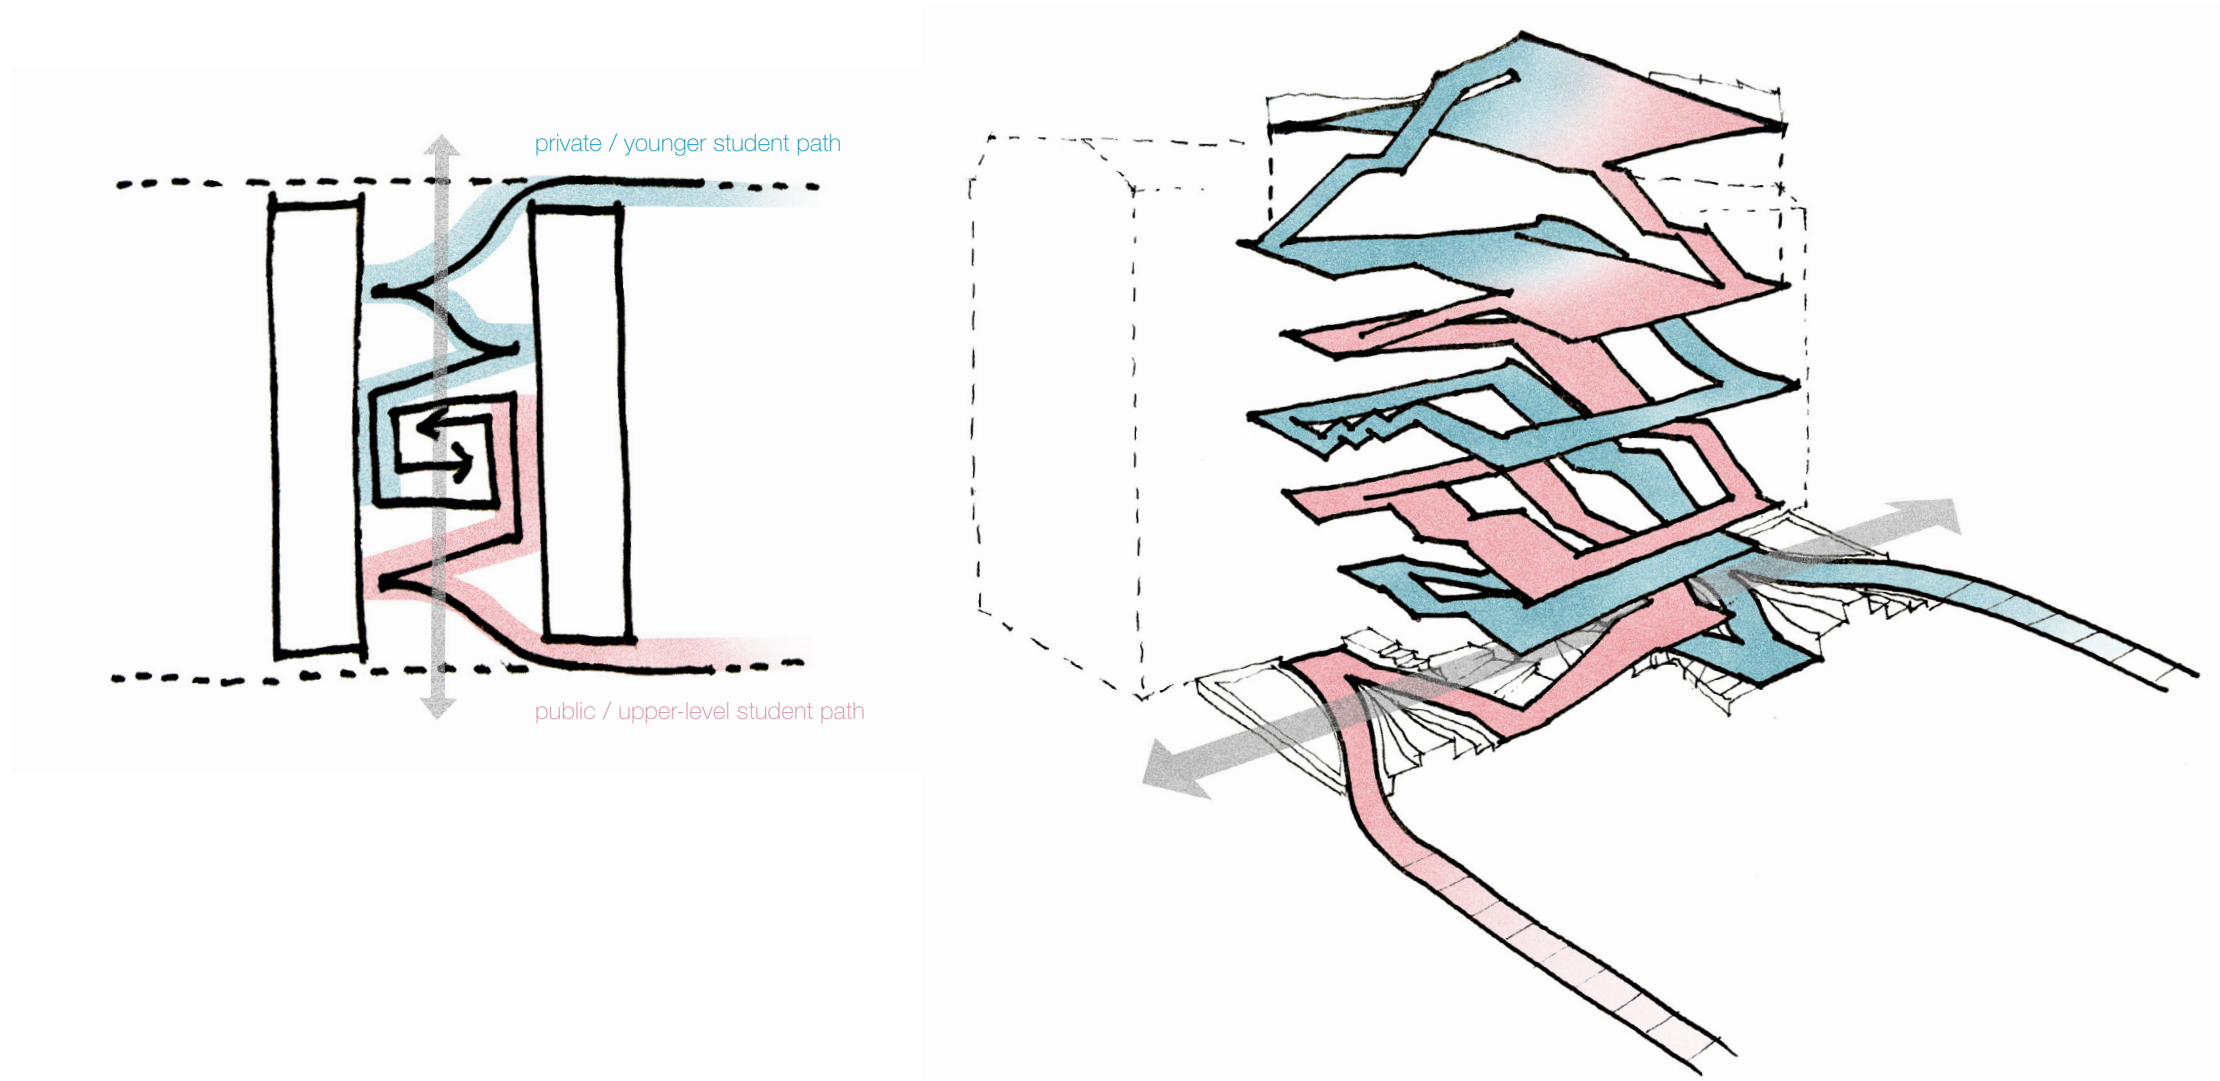 private / younger student path
public / upper-level student path